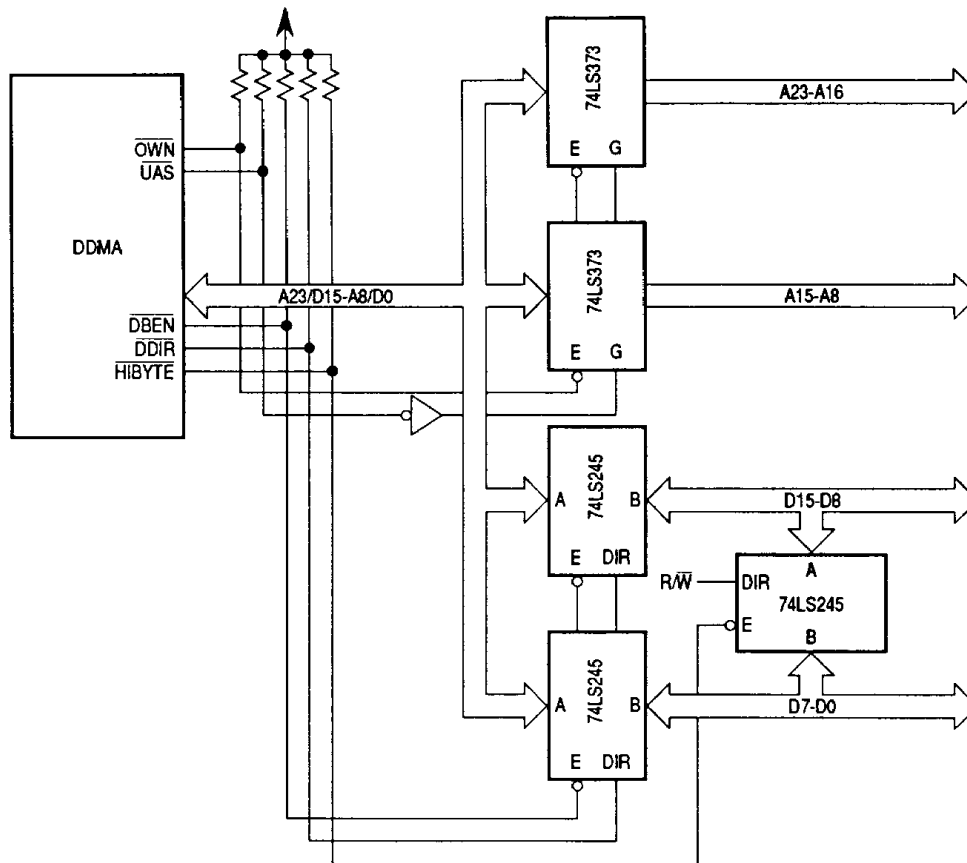 74LS373
A23-A16
E G
OWN
UAS
DDMA
74LS373
A23/D15-A8/D0
A15-A8
DBEN
DDIR
HIBYTE
E G
74LS245
A B
D15-D8
E DIR
A
R/W
DIR
74LS245
E
B
74LS245
A B
D7-D0
E DIR